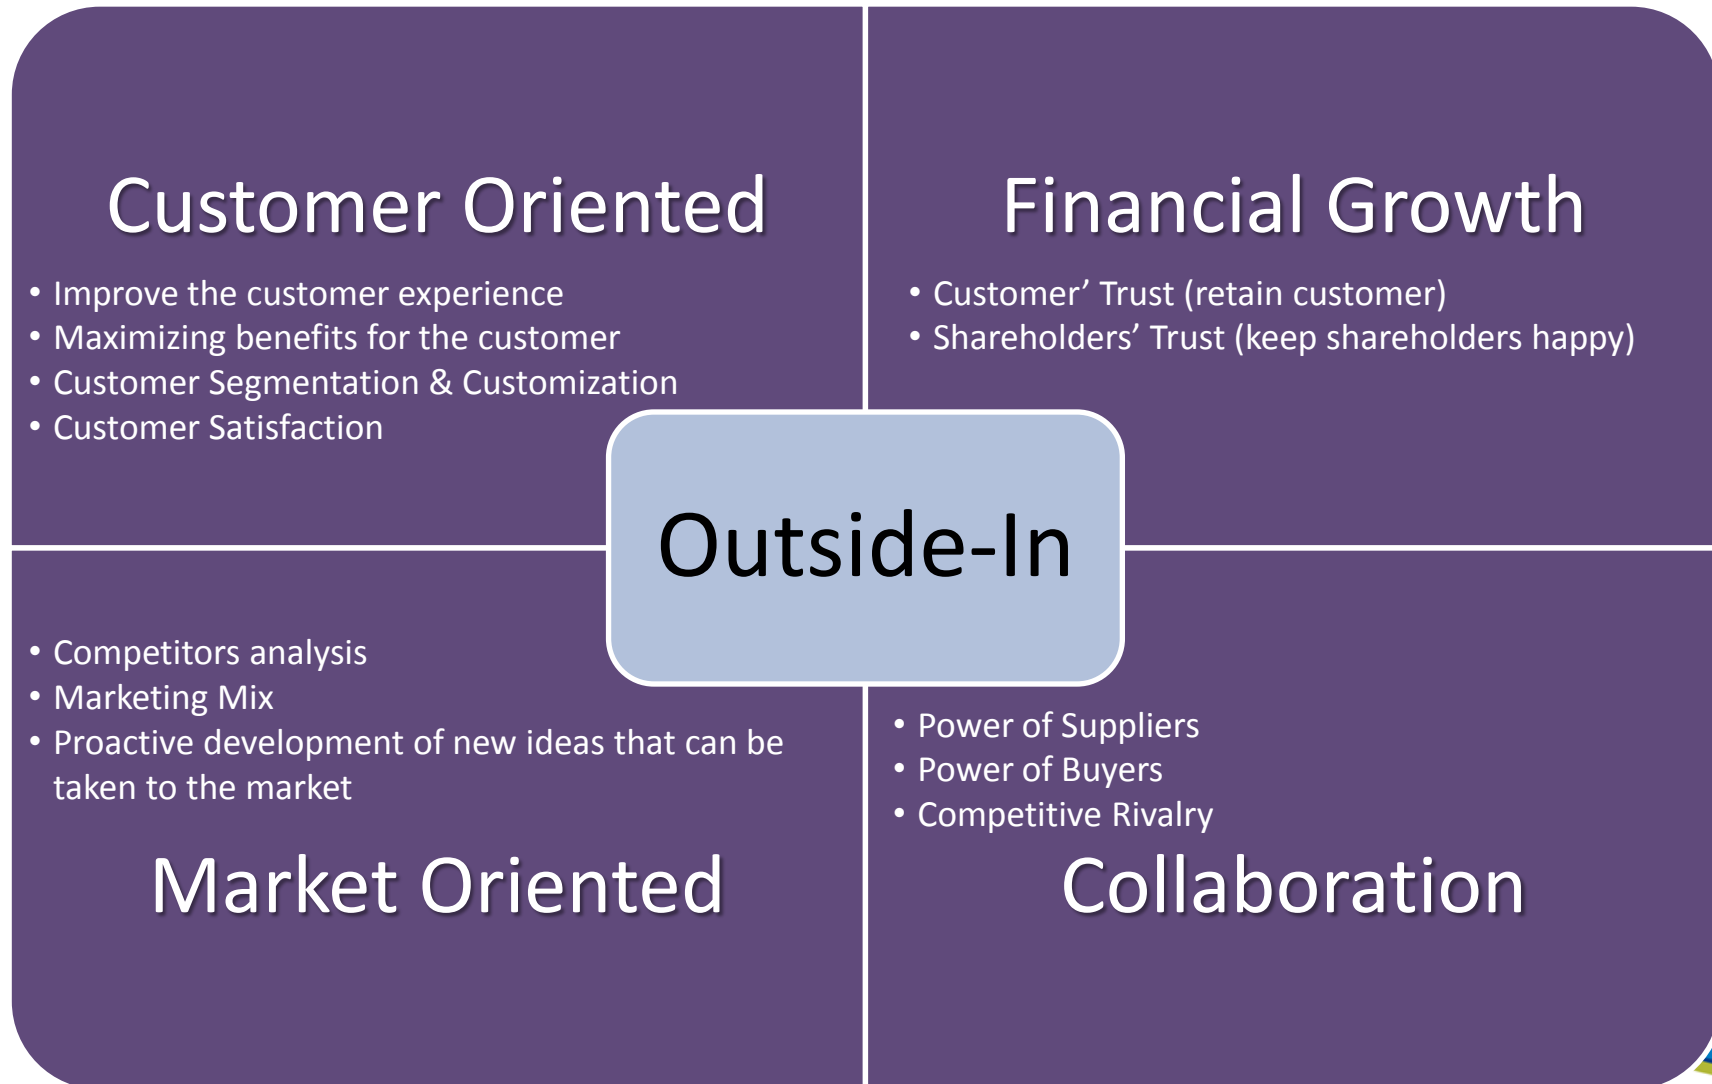 Customer Oriented
• Improve the customer experience
• Maximizing benefits for the customer
• Customer Segmentation & Customization
• Customer Satisfaction
Financial Growth
• Customer’ Trust (retain customer)
• Shareholders’ Trust (keep shareholders happy)
Outside-In
• Competitors analysis
• Marketing Mix
• Proactive development of new ideas that can be
taken to the market
Market Oriented
• Power of Suppliers
• Power of Buyers
• Competitive Rivalry
Collaboration